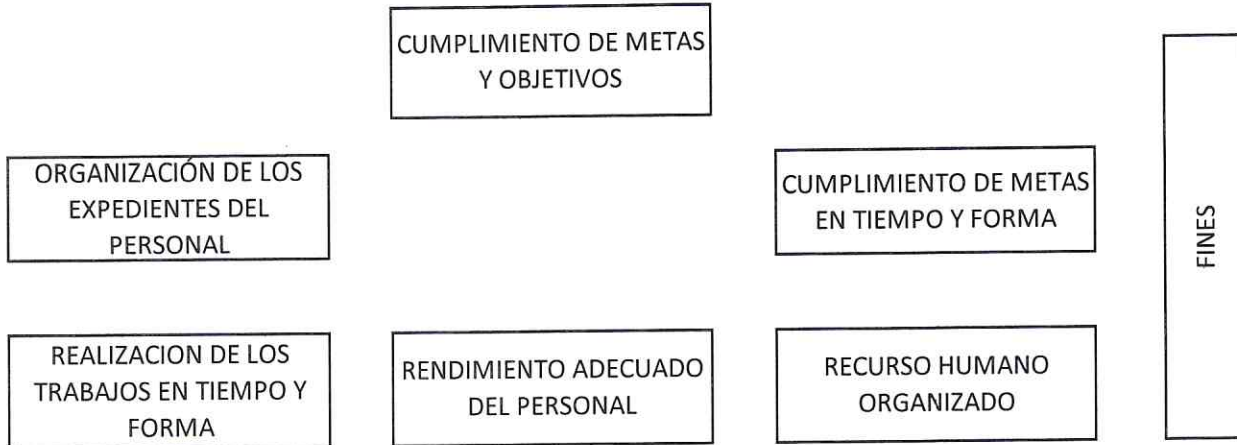 CUMPLIMIENTO DE METAS
Y OBJETIVOS
ORGANIZACIÓN DE LOS
EXPEDIENTES DEL
PERSONAL
CUMPLIMIENTO DE METAS
EN TIEMPO Y FORMA
REALIZACION DE LOS
TRABAJOS EN TIEMPO Y
FORMA
RENDIMIENTO ADECUADO
DEL PERSONAL
RECURSO HUMANO
ORGANIZADO
FINES